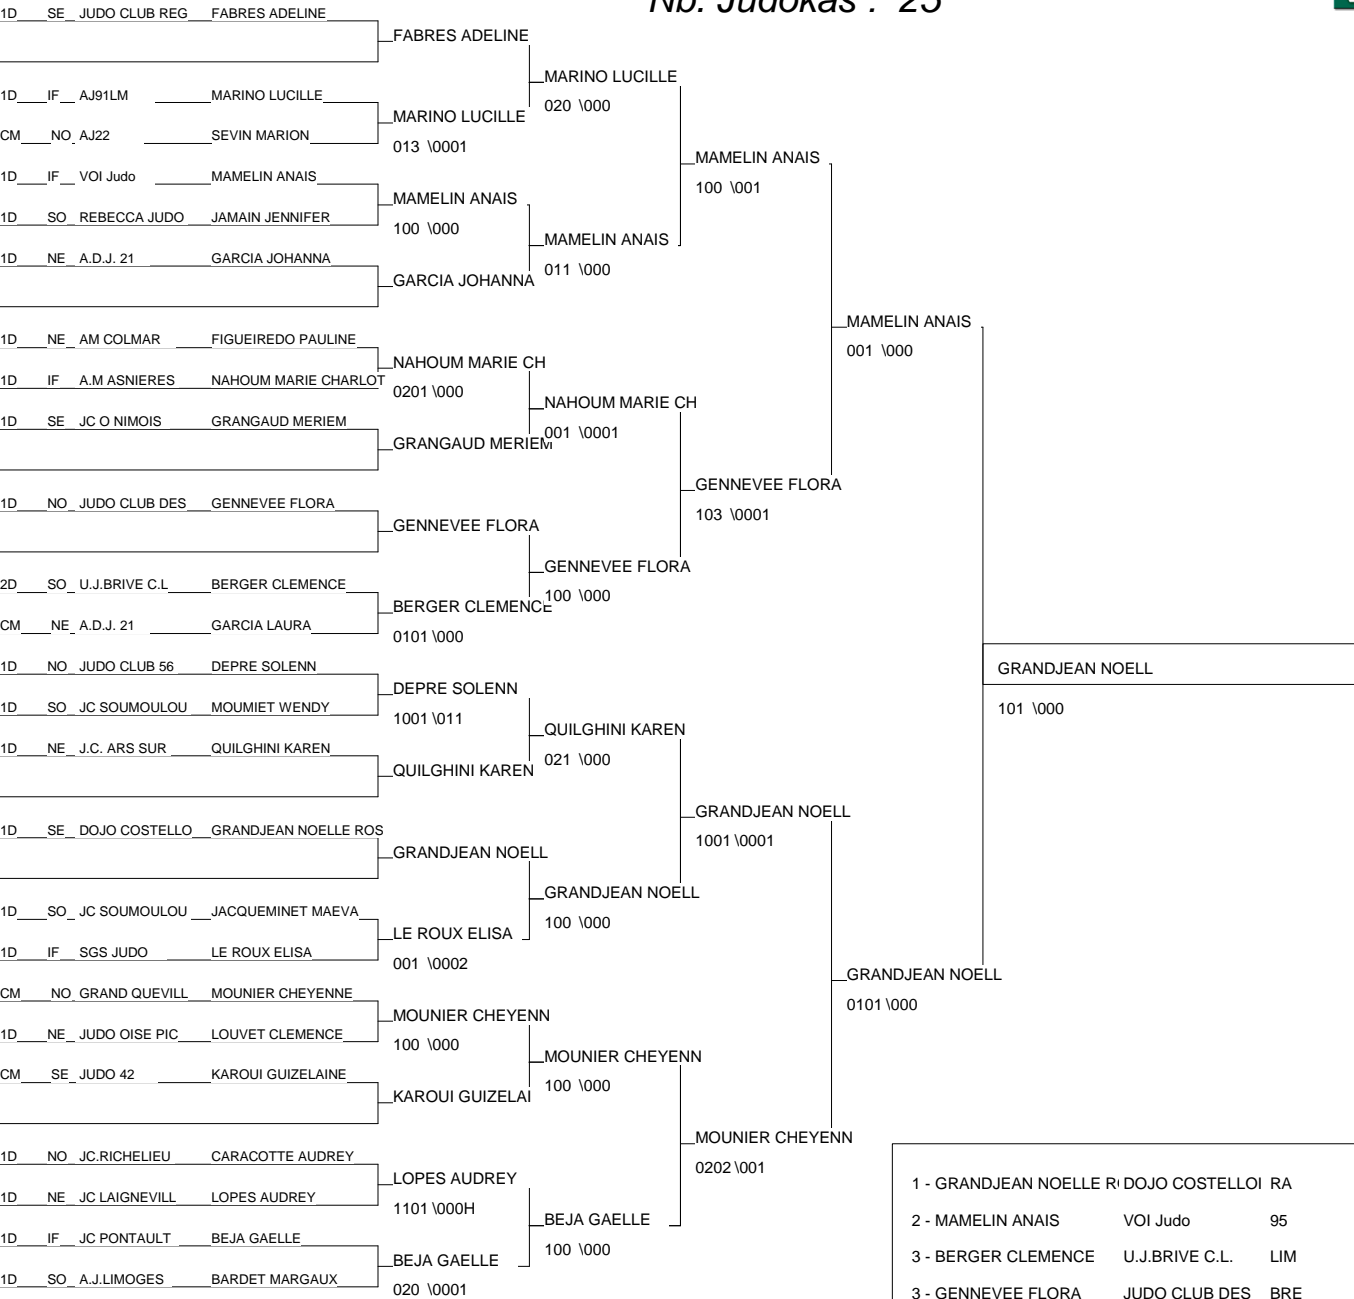 Nb. Judokas : 25
1D SE JUDO CLUB REG FABRES ADELINE
FABRES ADELINE
MARINO LUCILLE
020 \000
1D IF AJ91LM MARINO LUCILLE
MARINO LUCILLE
013 \0001
CM NO AJ22 SEVIN MARION
MAMELIN ANAIS
100 \001
1D IF VOI Judo MAMELIN ANAIS
MAMELIN ANAIS
100 \000
1D SO REBECCA JUDO JAMAIN JENNIFER
MAMELIN ANAIS
011 \000
1D NE A.D.J. 21 GARCIA JOHANNA
GARCIA JOHANNA
MAMELIN ANAIS
001 \000
1D NE AM COLMAR FIGUEIREDO PAULINE
NAHOUM MARIE CH
0201 \000
1D IF A.M ASNIERES NAHOUM MARIE CHARLOT
NAHOUM MARIE CH
001 \0001
1D SE JC O NIMOIS GRANGAUD MERIEM
GRANGAUD MERIEM
GENNEVEE FLORA
103 \0001
1D NO JUDO CLUB DES GENNEVEE FLORA
GENNEVEE FLORA
GENNEVEE FLORA
100 \000
2D SO U.J.BRIVE C.L BERGER CLEMENCE
BERGER CLEMENCE
0101 \000
CM NE A.D.J. 21 GARCIA LAURA
GRANDJEAN NOELL
101 \000
1D NO JUDO CLUB 56 DEPRE SOLENN
DEPRE SOLENN
1001 \011
1D SO JC SOUMOULOU MOUMIET WENDY
QUILGHINI KAREN
021 \000
1D NE J.C. ARS SUR QUILGHINI KAREN
QUILGHINI KAREN
GRANDJEAN NOELL
1001 \0001
1D SE DOJO COSTELLO GRANDJEAN NOELLE ROS
GRANDJEAN NOELL
GRANDJEAN NOELL
100 \000
1D SO JC SOUMOULOU JACQUEMINET MAEVA
LE ROUX ELISA
001 \0002
1D IF SGS JUDO LE ROUX ELISA
GRANDJEAN NOELL
0101 \000
CM NO GRAND QUEVILL MOUNIER CHEYENNE
MOUNIER CHEYENN
100 \000
1D NE JUDO OISE PIC LOUVET CLEMENCE
MOUNIER CHEYENN
100 \000
CM SE JUDO 42 KAROUI GUIZELAINE
KAROUI GUIZELAI
MOUNIER CHEYENN
0202 \001
1D NO JC.RICHELIEU CARACOTTE AUDREY
LOPES AUDREY
1101 \000H
1D NE JC LAIGNEVILL LOPES AUDREY
BEJA GAELLE
100 \000
1D IF JC PONTAULT BEJA GAELLE
BEJA GAELLE
020 \0001
1D SO A.J.LIMOGES BARDET MARGAUX
1 - GRANDJEAN NOELLE R DOJO COSTELLOI RA
2 - MAMELIN ANAIS VOI Judo 95
3 - BERGER CLEMENCE U.J.BRIVE C.L. LIM
3 - GENNEVEE FLORA JUDO CLUB DES BRE